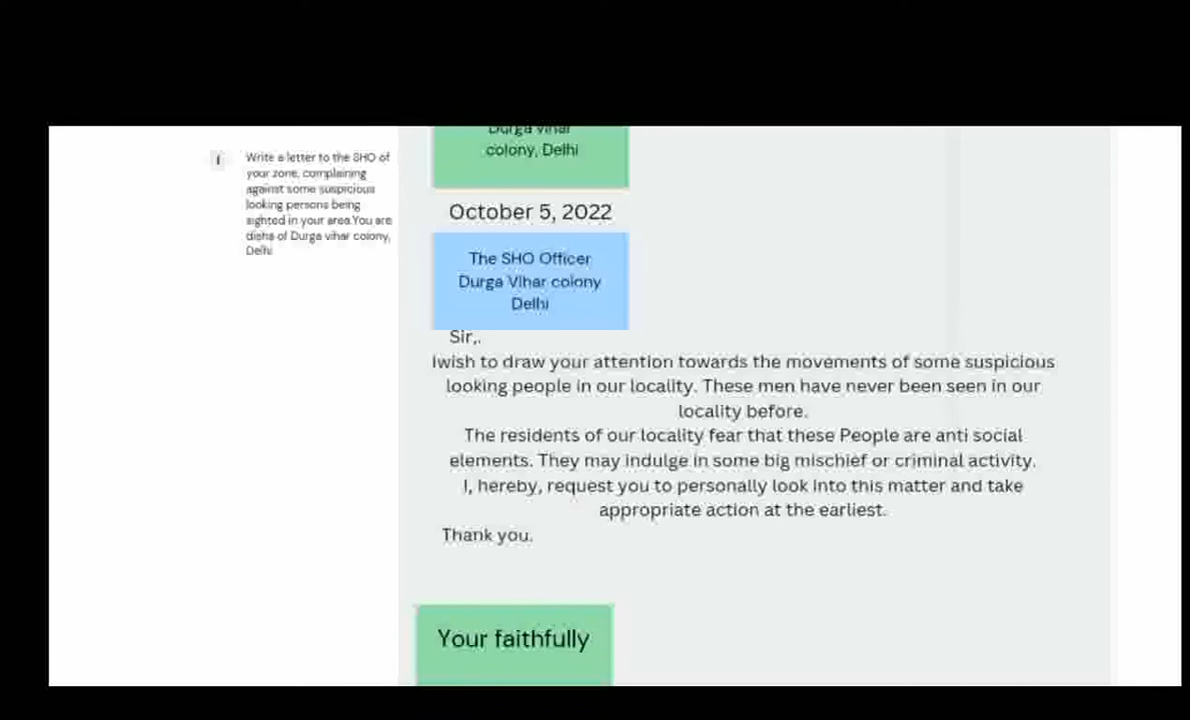 i
Write a letter to the SHO of
your zone, complaining
against some suspicious
looking persons being
sighted in your area.You are
disha of Durga vihar colony,
Delhi
Durga Vihar
colony, Delhi
October 5, 2022
The SHO Officer
Durga Vihar colony
Delhi
Sir,.
Iwish to draw your attention towards the movements of some suspicious
looking people in our locality. These men have never been seen in our
locality before.
The residents of our locality fear that these People are anti social
elements. They may indulge in some big mischief or criminal activity.
I, hereby, request you to personally look into this matter and take
appropriate action at the earliest.
Thank you.
Your faithfully